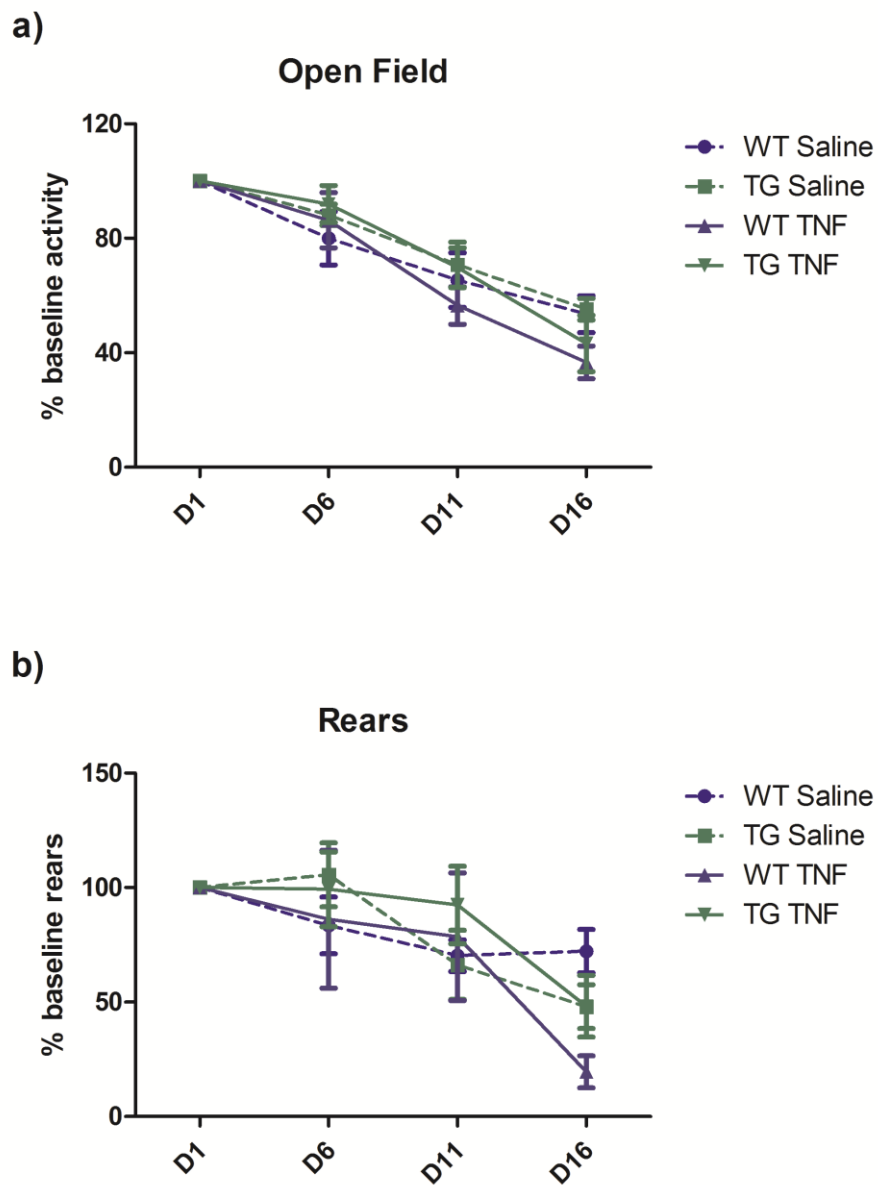 a)
Open Field
% baseline activity
120
80
40
0
D1
D6
D11
D16
WT Saline
TG Saline
WT TNF
TG TNF
b)
Rears
% baseline rears
150
100
50
0
D1
D6
D11
D16
WT Saline
TG Saline
WT TNF
TG TNF